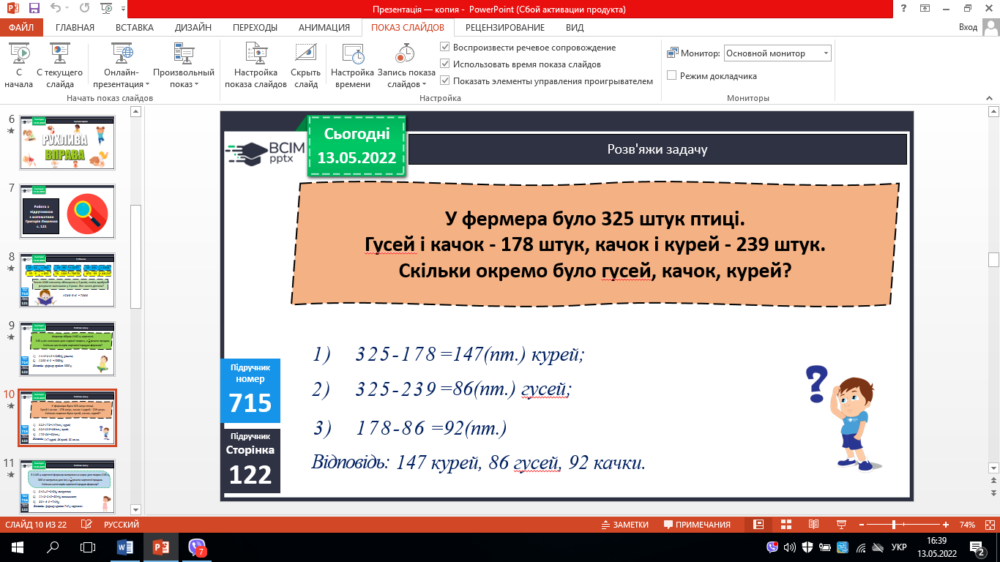 Презентація — копия - PowerPoint (Сбой активации продукта)
ФАЙЛ ГЛАВНАЯ ВСТАВКА ДИЗАЙН ПЕРЕХОДЫ АНИМАЦИЯ ПОКАЗ СЛАЙДОВ РЕЦЕНЗИРОВАНИЕ ВИД Вход
С начала
С текущего слайда
Онлайн-презентация
Произвольный показ
Начать показ слайдов
Настройка показа слайдов
Скрыть слайд
Настройка времени
Запись показа слайдов
Воспроизвести речевое сопровождение
Использовать время показа слайдов
Показать элементы управления проигрывателем
Настройка
Монитор: Основной монитор
Режим докладчика
Мониторы
6
РУХЛИВА
ВПРАВА
7
Робота з
підручником
з математики
с. 121
8
9
10
11
Сьогодні
13.05.2022
BCIM
pptx
Розв'яжи задачу
У фермера було 325 штук птиці.
Гусей і качок - 178 штук, качок і курей - 239 штук.
Скільки окремо було гусей, качок, курей?
1) 325-178=147(пт.) курей;
2) 325-239=86(пт.) гусей;
3) 178-86 =92(пт.)
Відповідь: 147 курей, 86 гусей, 92 качки.
Підручник
номер
715
Підручник
Сторінка
122
?
СЛАЙД 10 ИЗ 22 РУССКИЙ ЗАМЕТКИ ПРИМЕЧАНИЯ 74%
7 УКР 16:39
13.05.2022 2